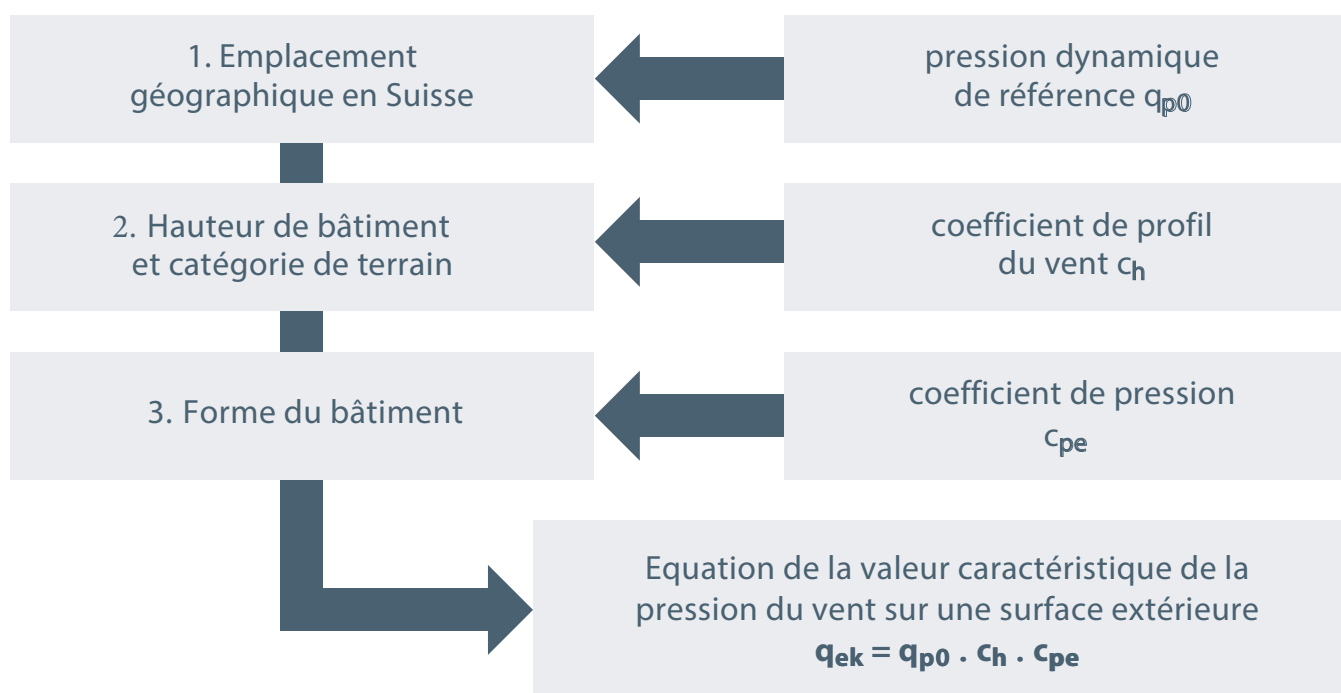 1. Emplacement
géographique en Suisse
pression dynamique
de référence qp0
2. Hauteur de bâtiment
et catégorie de terrain
coefficient de profil
du vent ch
3. Forme du bâtiment
coefficient de pression
cpe
Equation de la valeur caractéristique de la
pression du vent sur une surface extérieure
qek = qp0 . ch . cpe